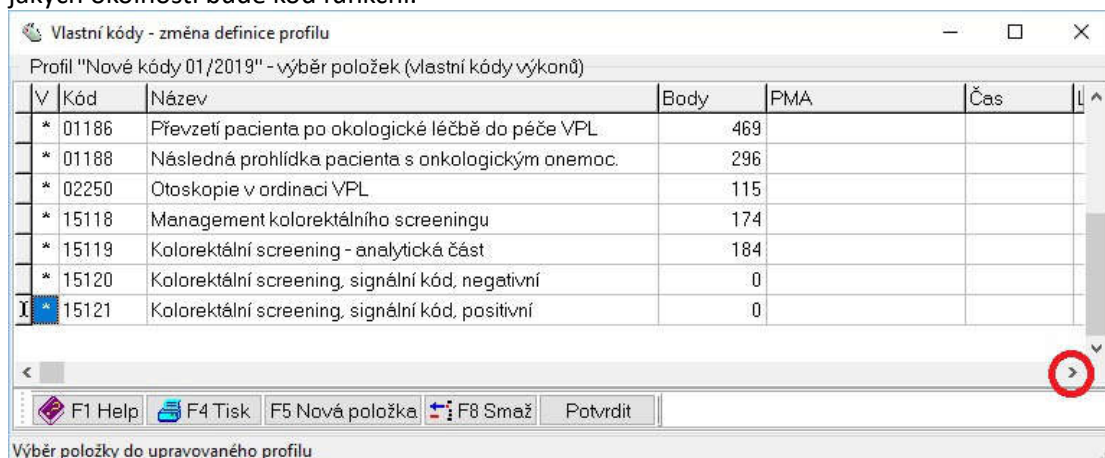 jakých okolností bude kód funkční.
Vlastní kódy - změna definice profilu
Profil "Nové kódy 01/2019" - výběr položek (vlastní kódy výkonů)
V Kód Název Body PMA Čas
* 01186 Převzetí pacienta po okologické léčbě do péče VPL 469
* 01188 Následná prohlídka pacienta s onkologickým onemoc. 296
* 02250 Otoskopie v ordinaci VPL 115
* 15118 Management kolorektálního screeningu 174
* 15119 Kolorektální screening - analytická část 184
* 15120 Kolorektální screening, signální kód, negativní 0
* 15121 Kolorektální screening, signální kód, positivní 0
F1 Help F4 Tisk F5 Nová položka F8 Smaž Potvrdit
Výběr položky do upravovaného profilu